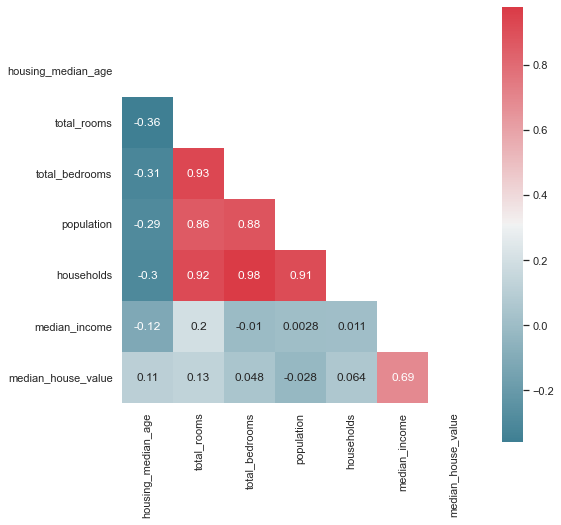 housing_median_age
total_rooms -0.36
total_bedrooms -0.31 0.93
population -0.29 0.86 0.88
households -0.3 0.92 0.98 0.91
median_income -0.12 0.2 -0.01 0.0028 0.011
median_house_value 0.11 0.13 0.048 -0.028 0.064 0.69
housing_median_age
total_rooms
total_bedrooms
population
households
median_income
median_house_value
0.8
0.6
0.4
0.2
0.0
−0.2